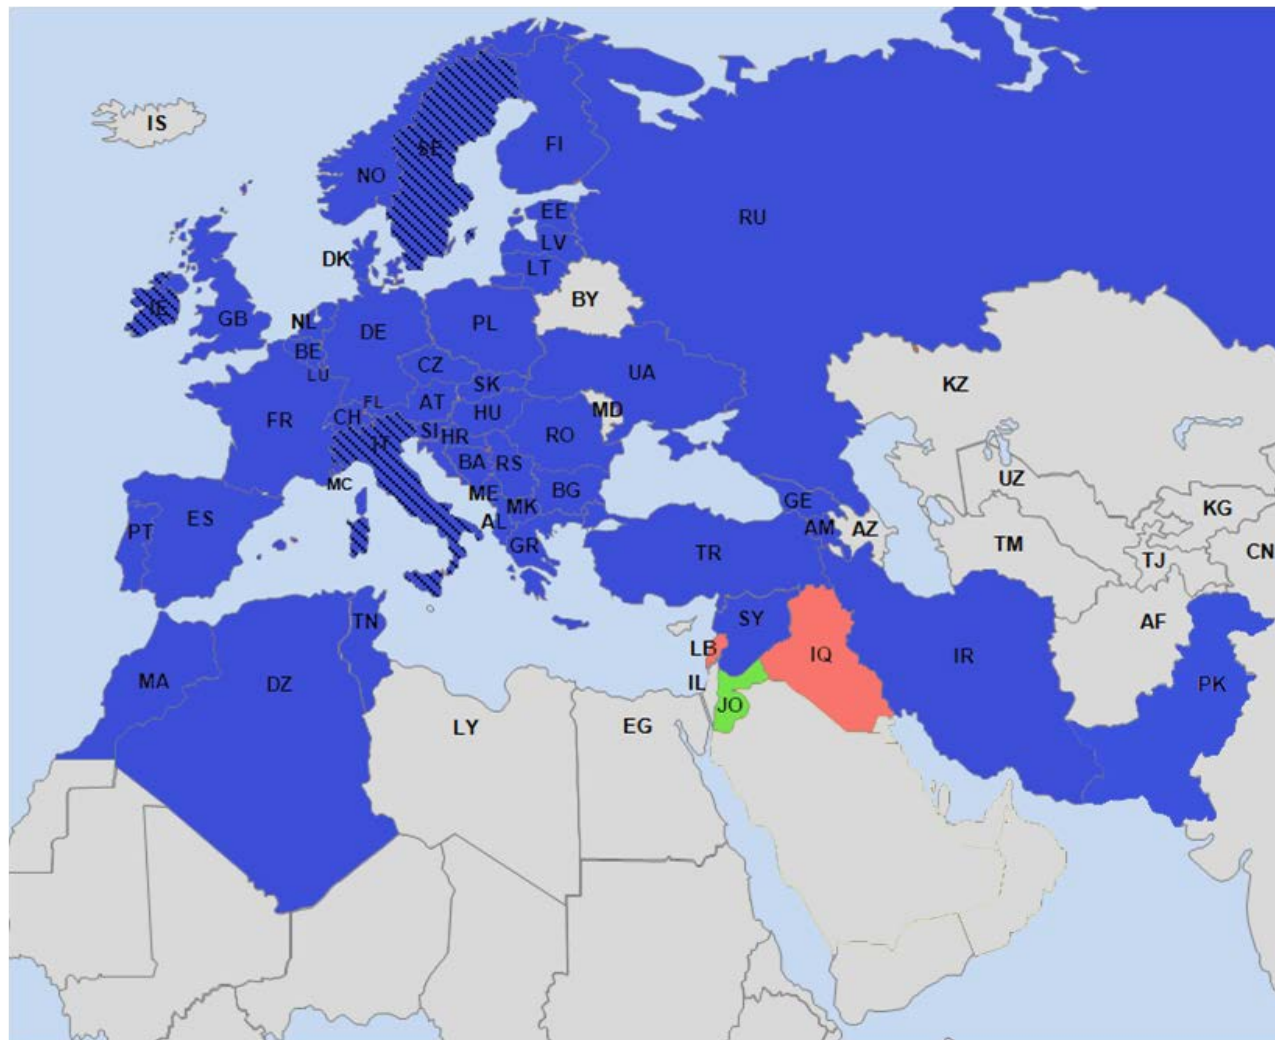 IS
FI
SE
NO
EE
RU
LV
DK
LT
BY
IE
GB
NL
DE
PL
BE
CZ
LU
UA
SK
KZ
FL
AT
MD
HU
CH
FR
SI
HR
RO
IT
BA
RS
UZ
MC
ME
BG
MK
GE
KG
PT
ES
AL
AM
AZ
GR
TR
TM
TJ
CN
TN
SY
AF
LB
IQ
IR
MA
DZ
IL
PK
JO
LY
EG